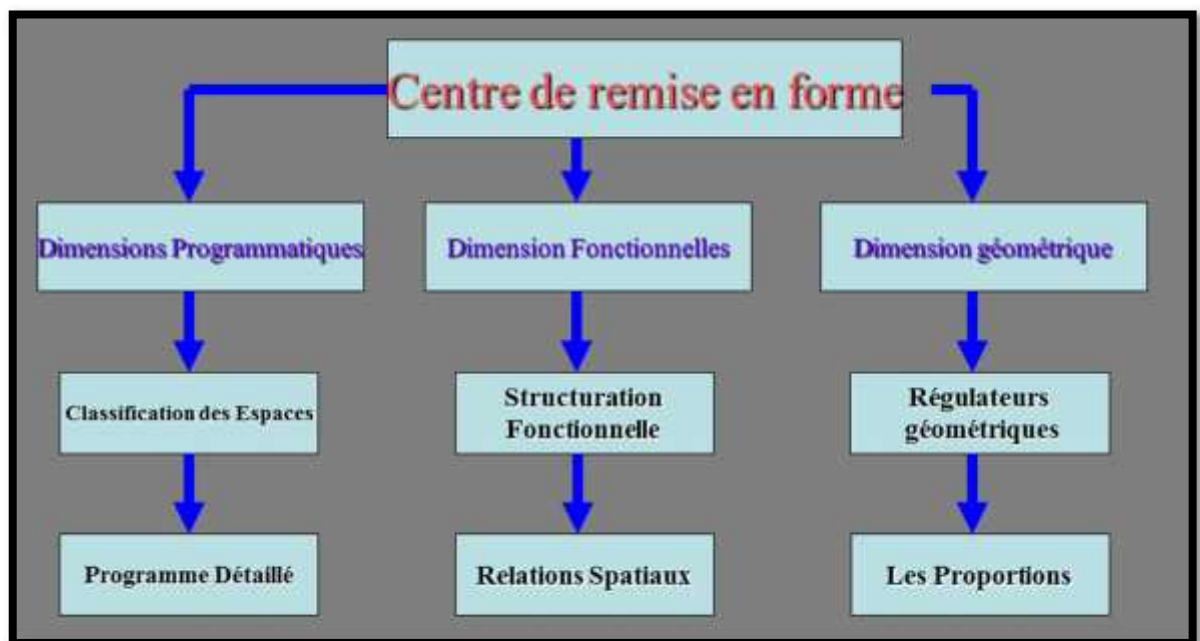 Centre de remise en forme
Dimensions Programmatiques
Dimension Fonctionnelles
Dimension géométrique
Classification des Espaces
Structuration
Fonctionnelle
Régulateurs
géométriques
Programme Détaillé
Relations Spatiaux
Les Proportions